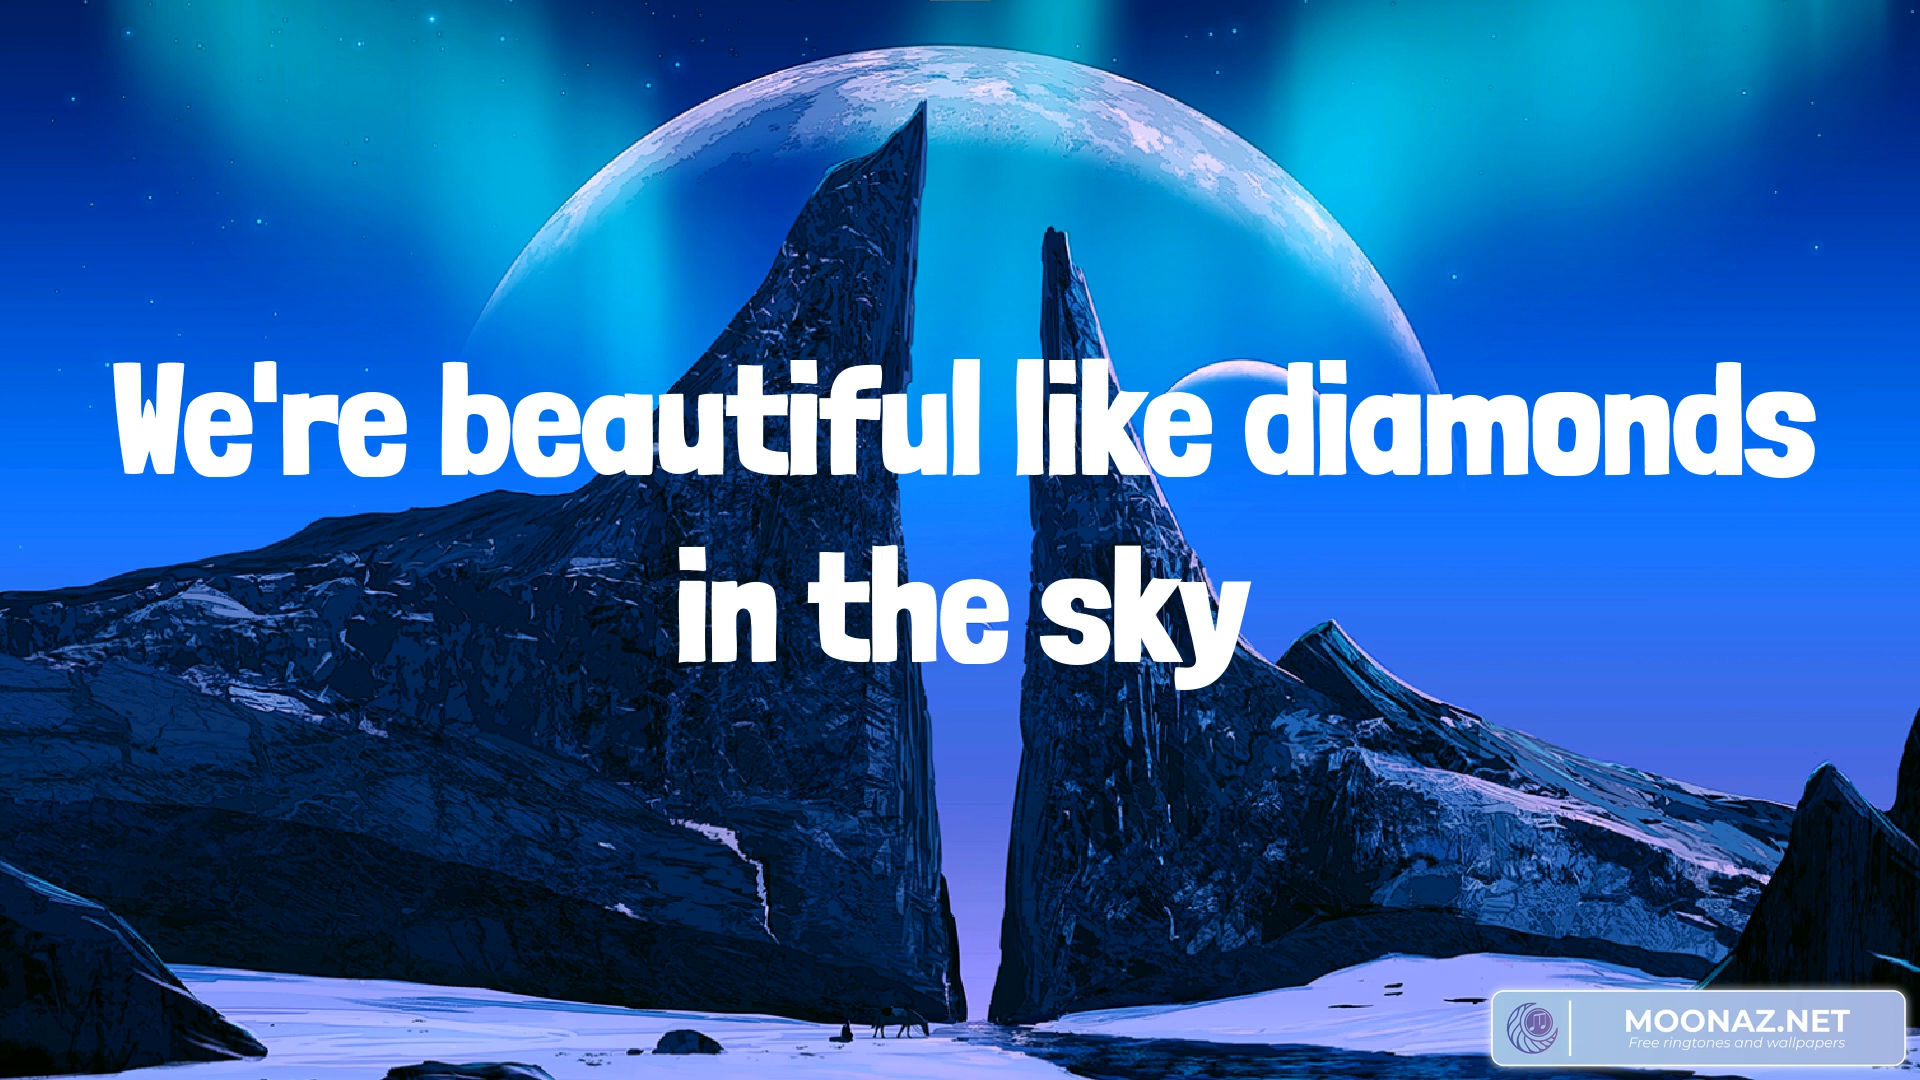 We're beautiful like diamonds
in the sky
MOONAZ.NET
Free ringtones and wallpapers